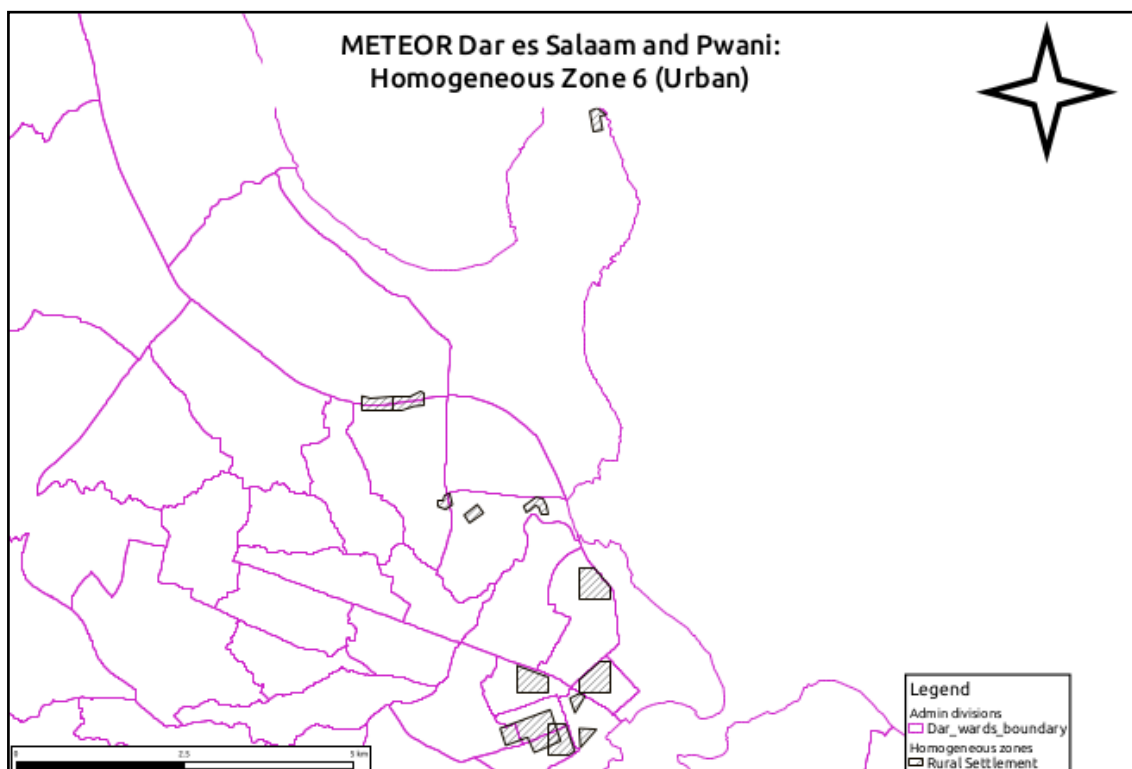 METEOR Dar es Salaam and Pwani:
Homogeneous Zone 6 (Urban)
Legend
Admin divisions
Dar_wards_boundary
Homogeneous zones
Rural Settlement
0 2.5 5 km